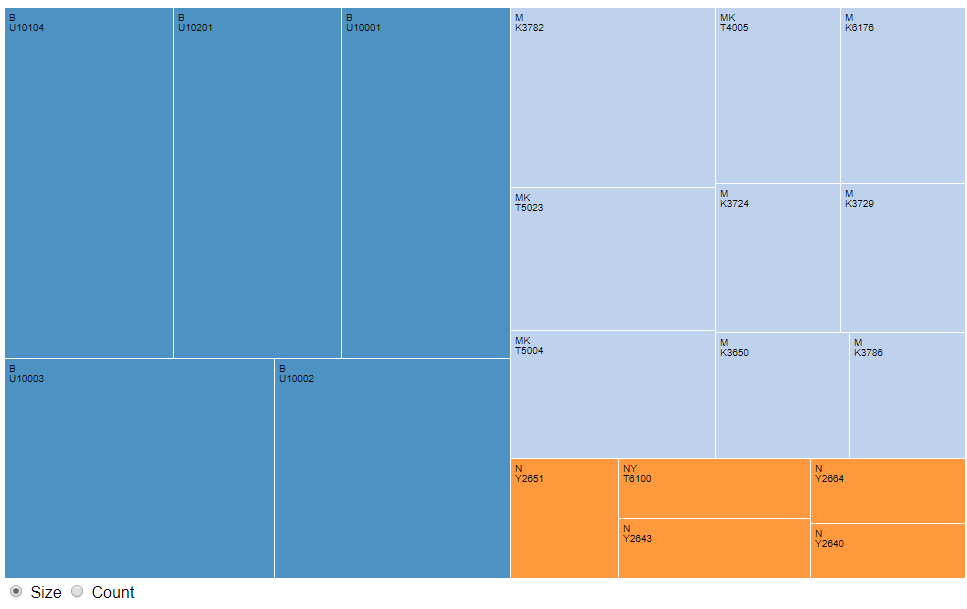 B
U10104
B
U10201
B
U10001
M
K3782
MK
T4005
M
K6176
MK
T5023
M
K3724
M
K3729
MK
T5004
M
K3650
M
K3786
B
U10003
B
U10002
N
Y2651
NY
T6100
N
Y2664
N
Y2643
N
Y2640
Size Count